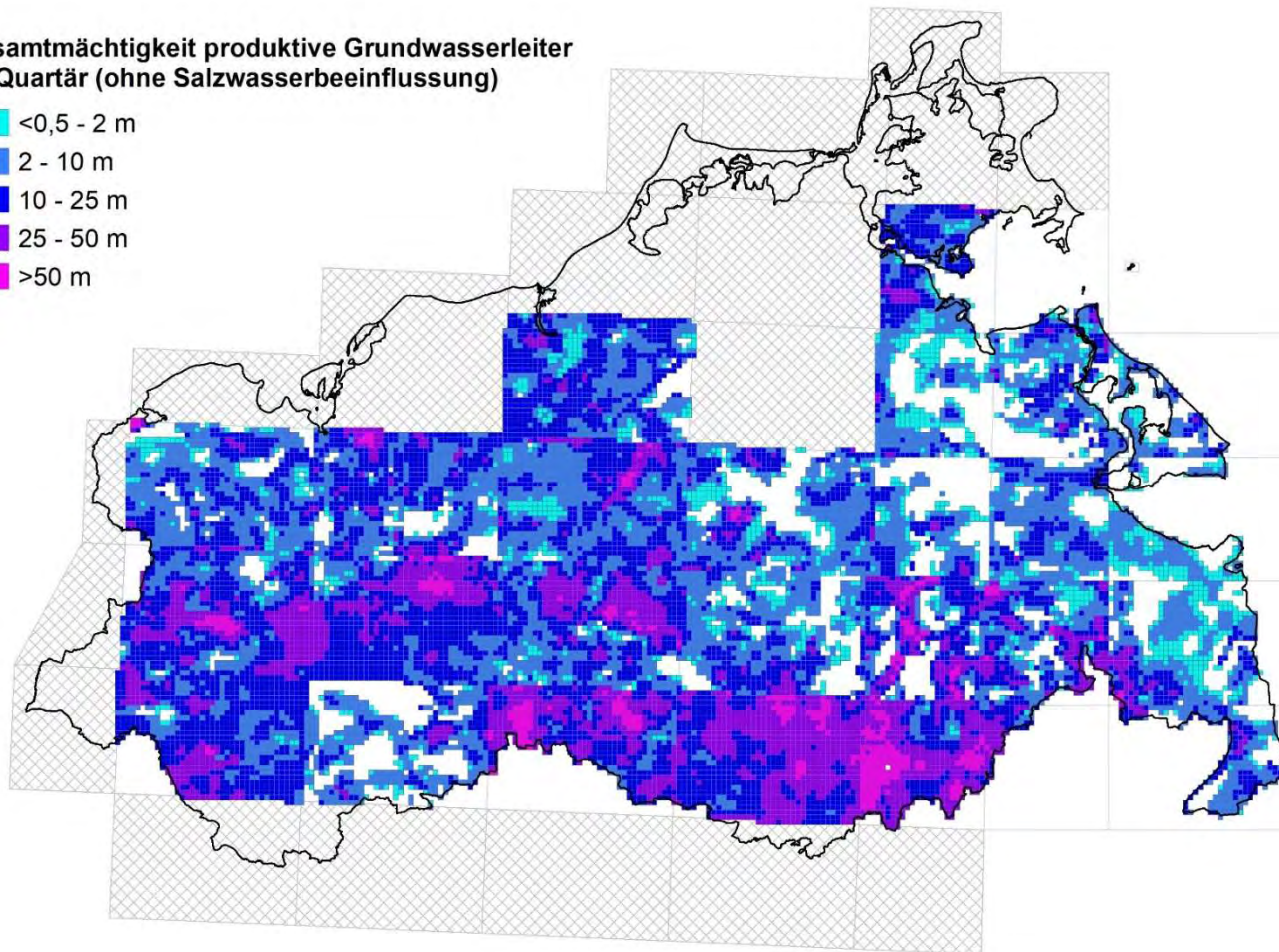 samtmächtigkeit produktive Grundwasserleiter
Quartär (ohne Salzwasserbeeinflussung)
<0,5 - 2 m
2 - 10 m
10 - 25 m
25 - 50 m
>50 m